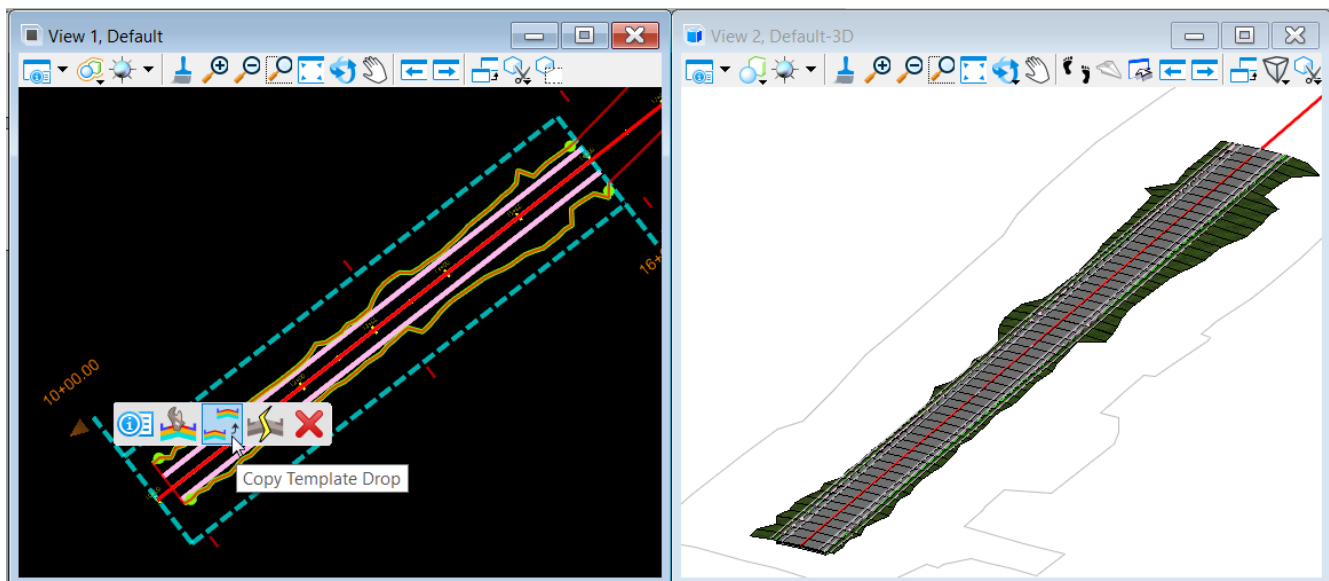 View 1, Default
View 2, Default-3D
10+00.00
16+
Copy Template Drop